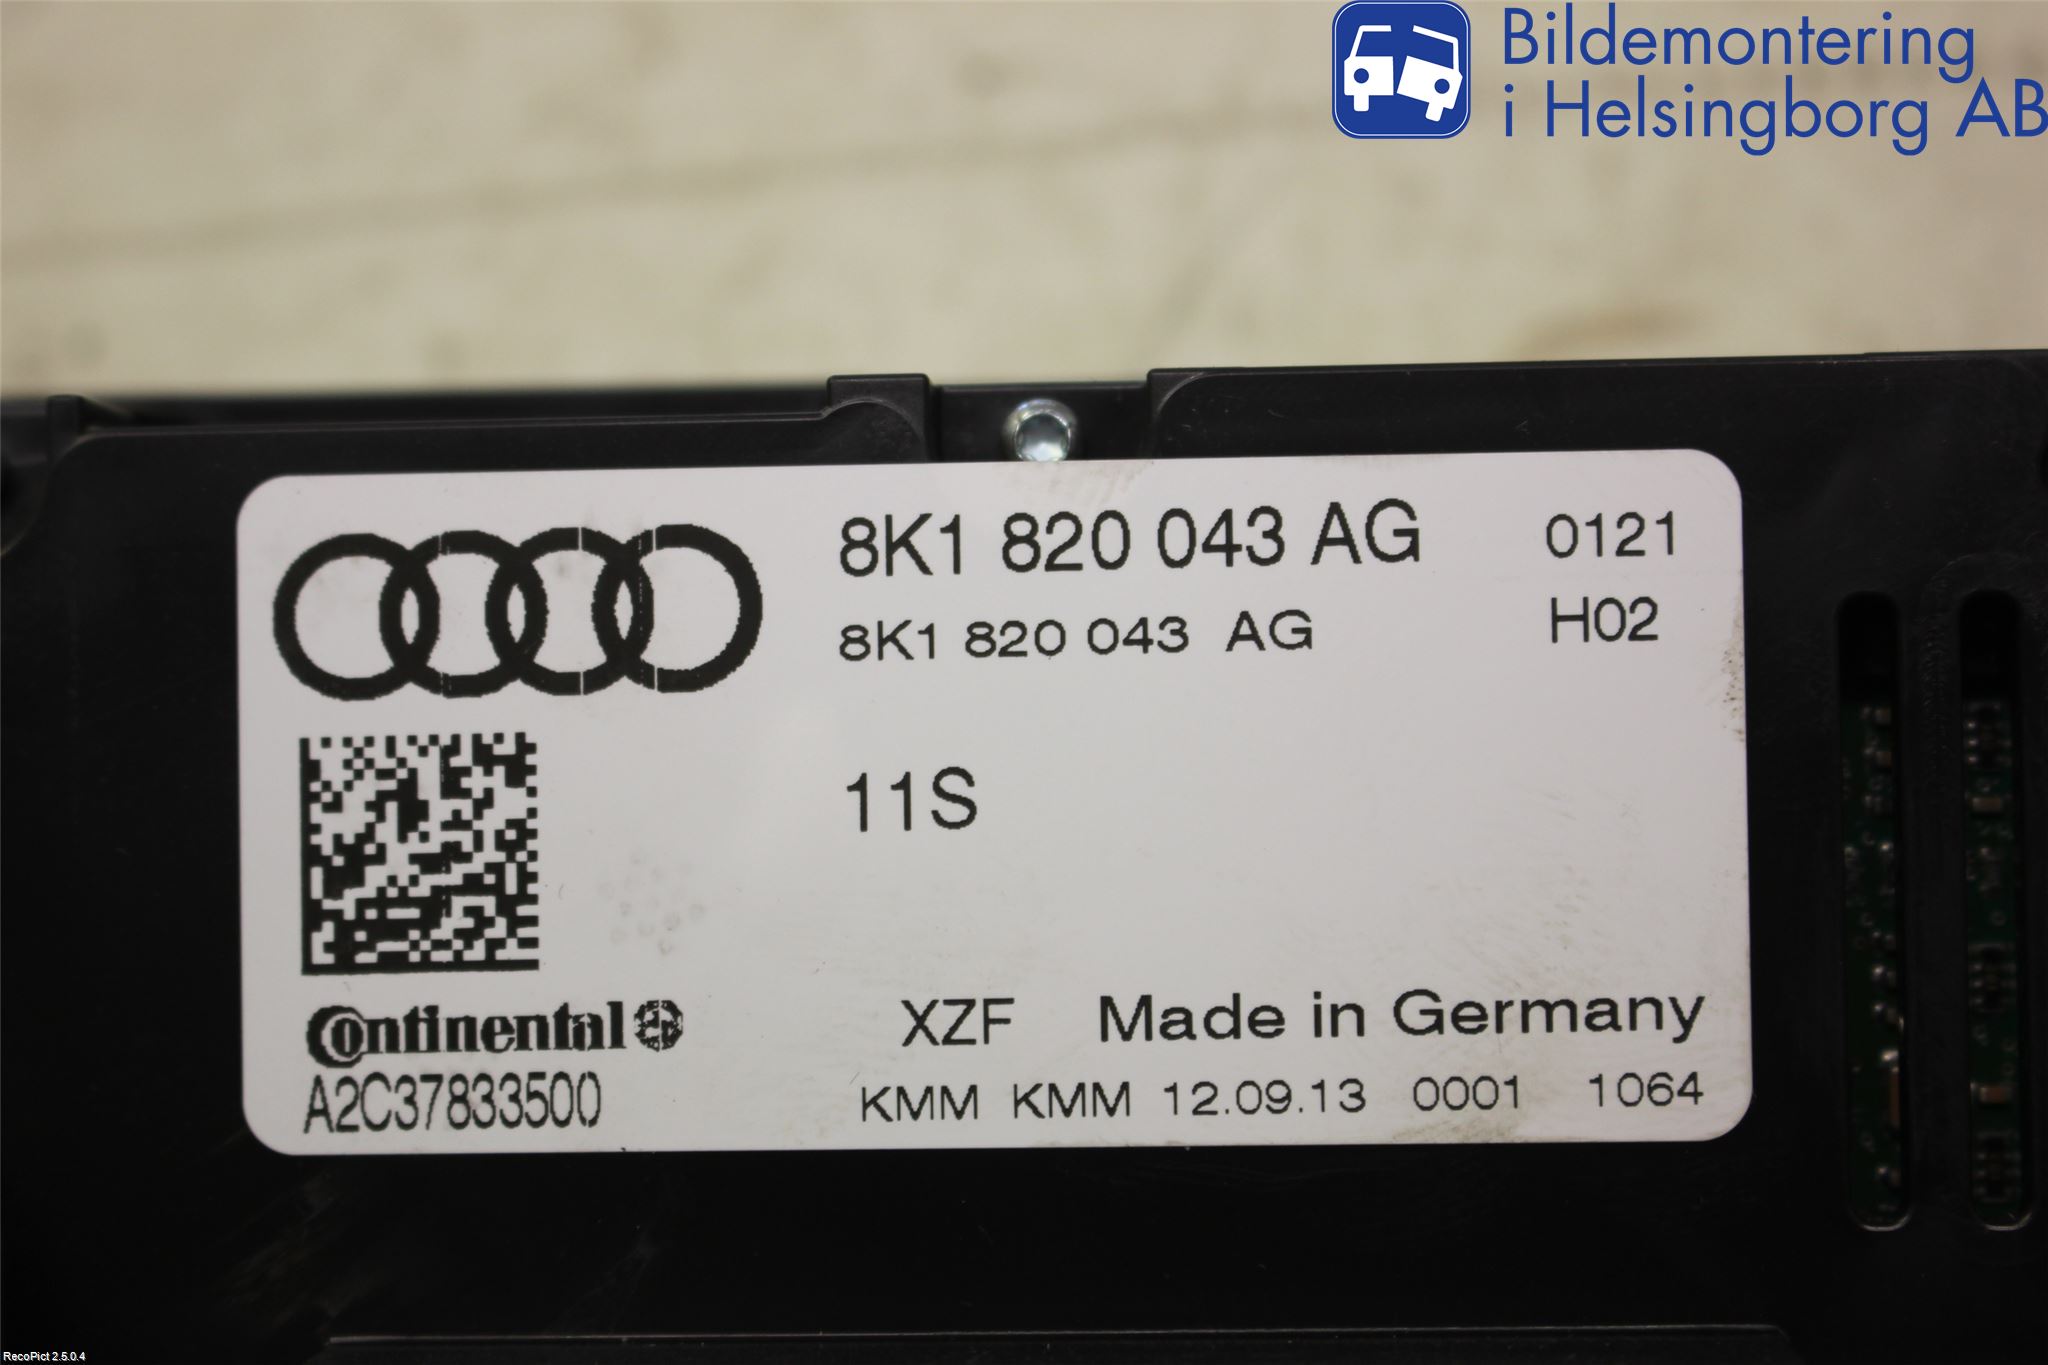 Bildemontering
i Helsingborg AB
8K1 820 043 AG 0121
8K1 820 043 AG H02
11S
Continental
XZF Made in Germany
A2C37833500
KMM KMM 12.09.13 0001 1064
RecoPict 2.5.0.4